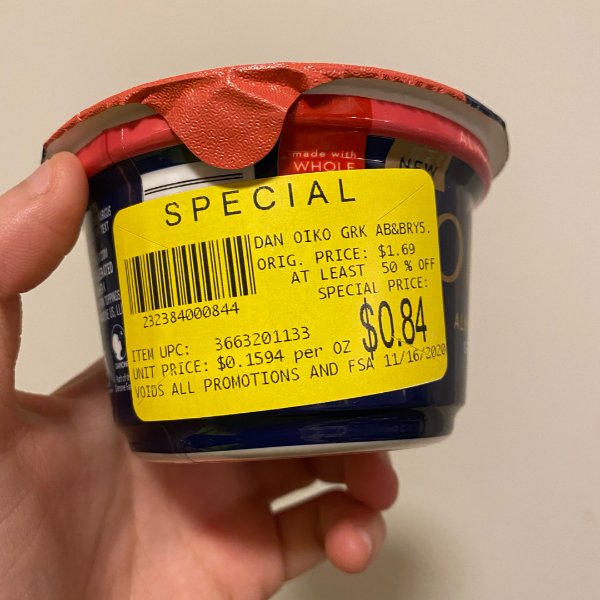 made with
WHOLE
NEW
SPECIAL
DAN OIKO GRK AB&BRYS.
ORIG. PRICE: $1.69
AT LEAST 50 % OFF
SPECIAL PRICE:
$0.84
232384000844
ITEM UPC: 3663201133
UNIT PRICE: $0.1594 per OZ
VOIDS ALL PROMOTIONS AND FSA 11/16/2020